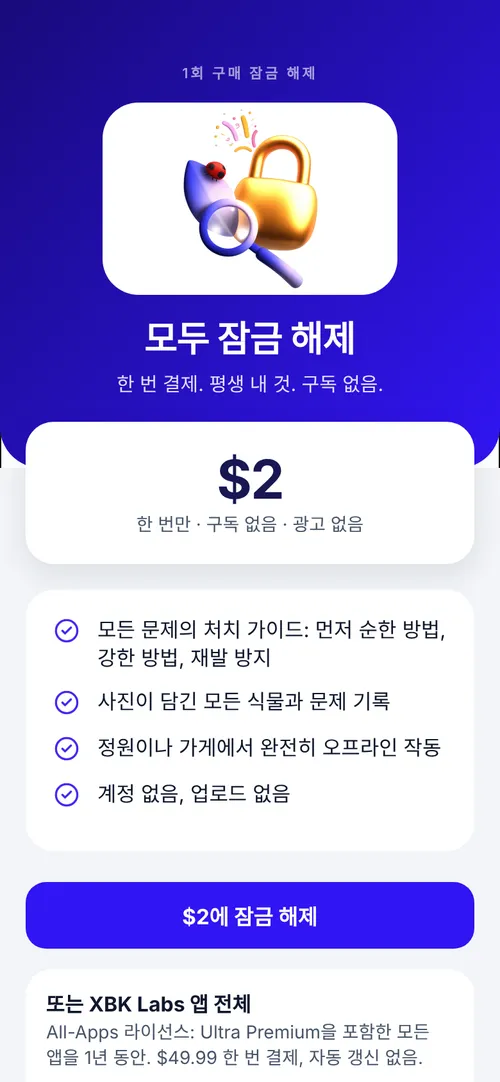 1회 구매 잠금 해제
모두 잠금 해제
한 번 결제. 평생 내 것. 구독 없음.
$2
한 번만 · 구독 없음 · 광고 없음
모든 문제의 처치 가이드: 먼저 순한 방법,
강한 방법, 재발 방지
사진이 담긴 모든 식물과 문제 기록
정원이나 가게에서 완전히 오프라인 작동
계정 없음, 업로드 없음
$2에 잠금 해제
또는 XBK Labs 앱 전체
All-Apps 라이선스: Ultra Premium을 포함한 모든
앱을 1년 동안. $49.99 한 번 결제, 자동 갱신 없음.